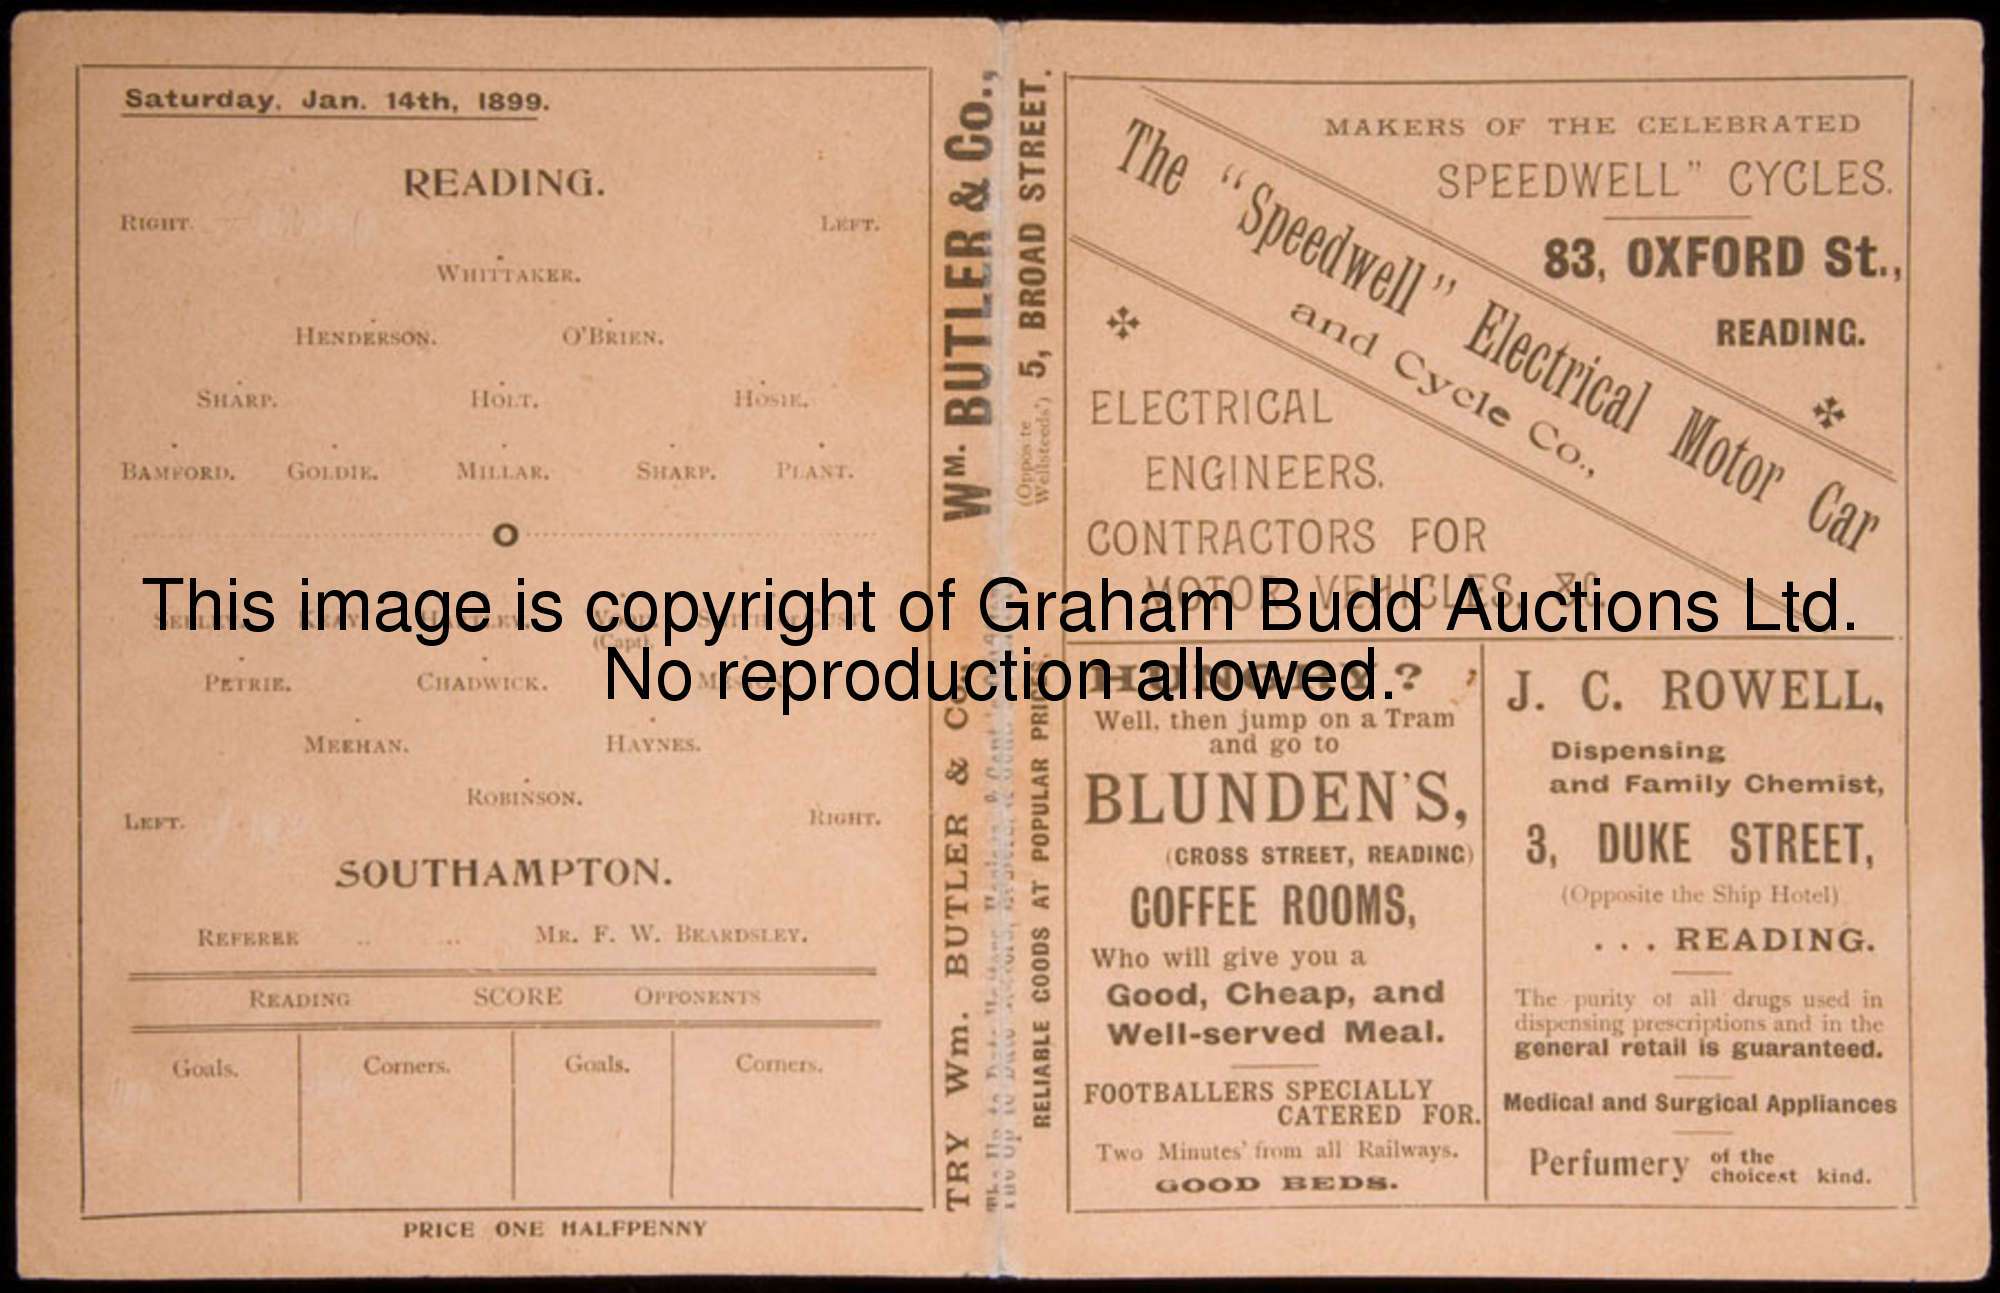 Saturday, Jan. 14th, 1899.
READING.
RIGHT. LEFT.
WHITTAKER.
HENDERSON. O'BRIEN.
SHARP. HOLT. HOSIE.
BAMFORD. GOLDIE. MILLAR. SHARP. PLANT.
O
(Capt).
PETRIE. CHADWICK.
MEEHAN. HAYNES.
ROBINSON.
LEFT. RIGHT.
SOUTHAMPTON.
REFEREE .. ... MR. F. W. BEARDSLEY.
READING SCORE OPPONENTS
Goals. Corners. Goals. Corners.
PRICE ONE HALFPENNY
WM. BUTLER & Co.,
5, BROAD STREET.
(Opposite
Wellsteeds')
TRY Wm. BUTLER & CO.
RELIABLE GOODS AT POPULAR PRICES.
MAKERS OF THE CELEBRATED
SPEEDWELL" CYCLES.
83, OXFORD St.,
READING.
The "Speedwell" Electrical Motor Car
and Cycle Co.,
ELECTRICAL
ENGINEERS.
CONTRACTORS FOR
MOTOR VEHICLES, &c.
HUNGRY?
Well, then jump on a Tram
and go to
BLUNDEN'S,
(CROSS STREET, READING)
COFFEE ROOMS,
Who will give you a
Good, Cheap, and
Well-served Meal.
FOOTBALLERS SPECIALLY
CATERED FOR.
Two Minutes' from all Railways.
GOOD BEDS.
J. C. ROWELL,
Dispensing
and Family Chemist,
3, DUKE STREET,
(Opposite the Ship Hotel)
. . . READING.
The purity of all drugs used in
dispensing prescriptions and in the
general retail is guaranteed.
Medical and Surgical Appliances
Perfumery of the
choicest kind.
This image is copyright of Graham Budd Auctions Ltd.
No reproduction allowed.